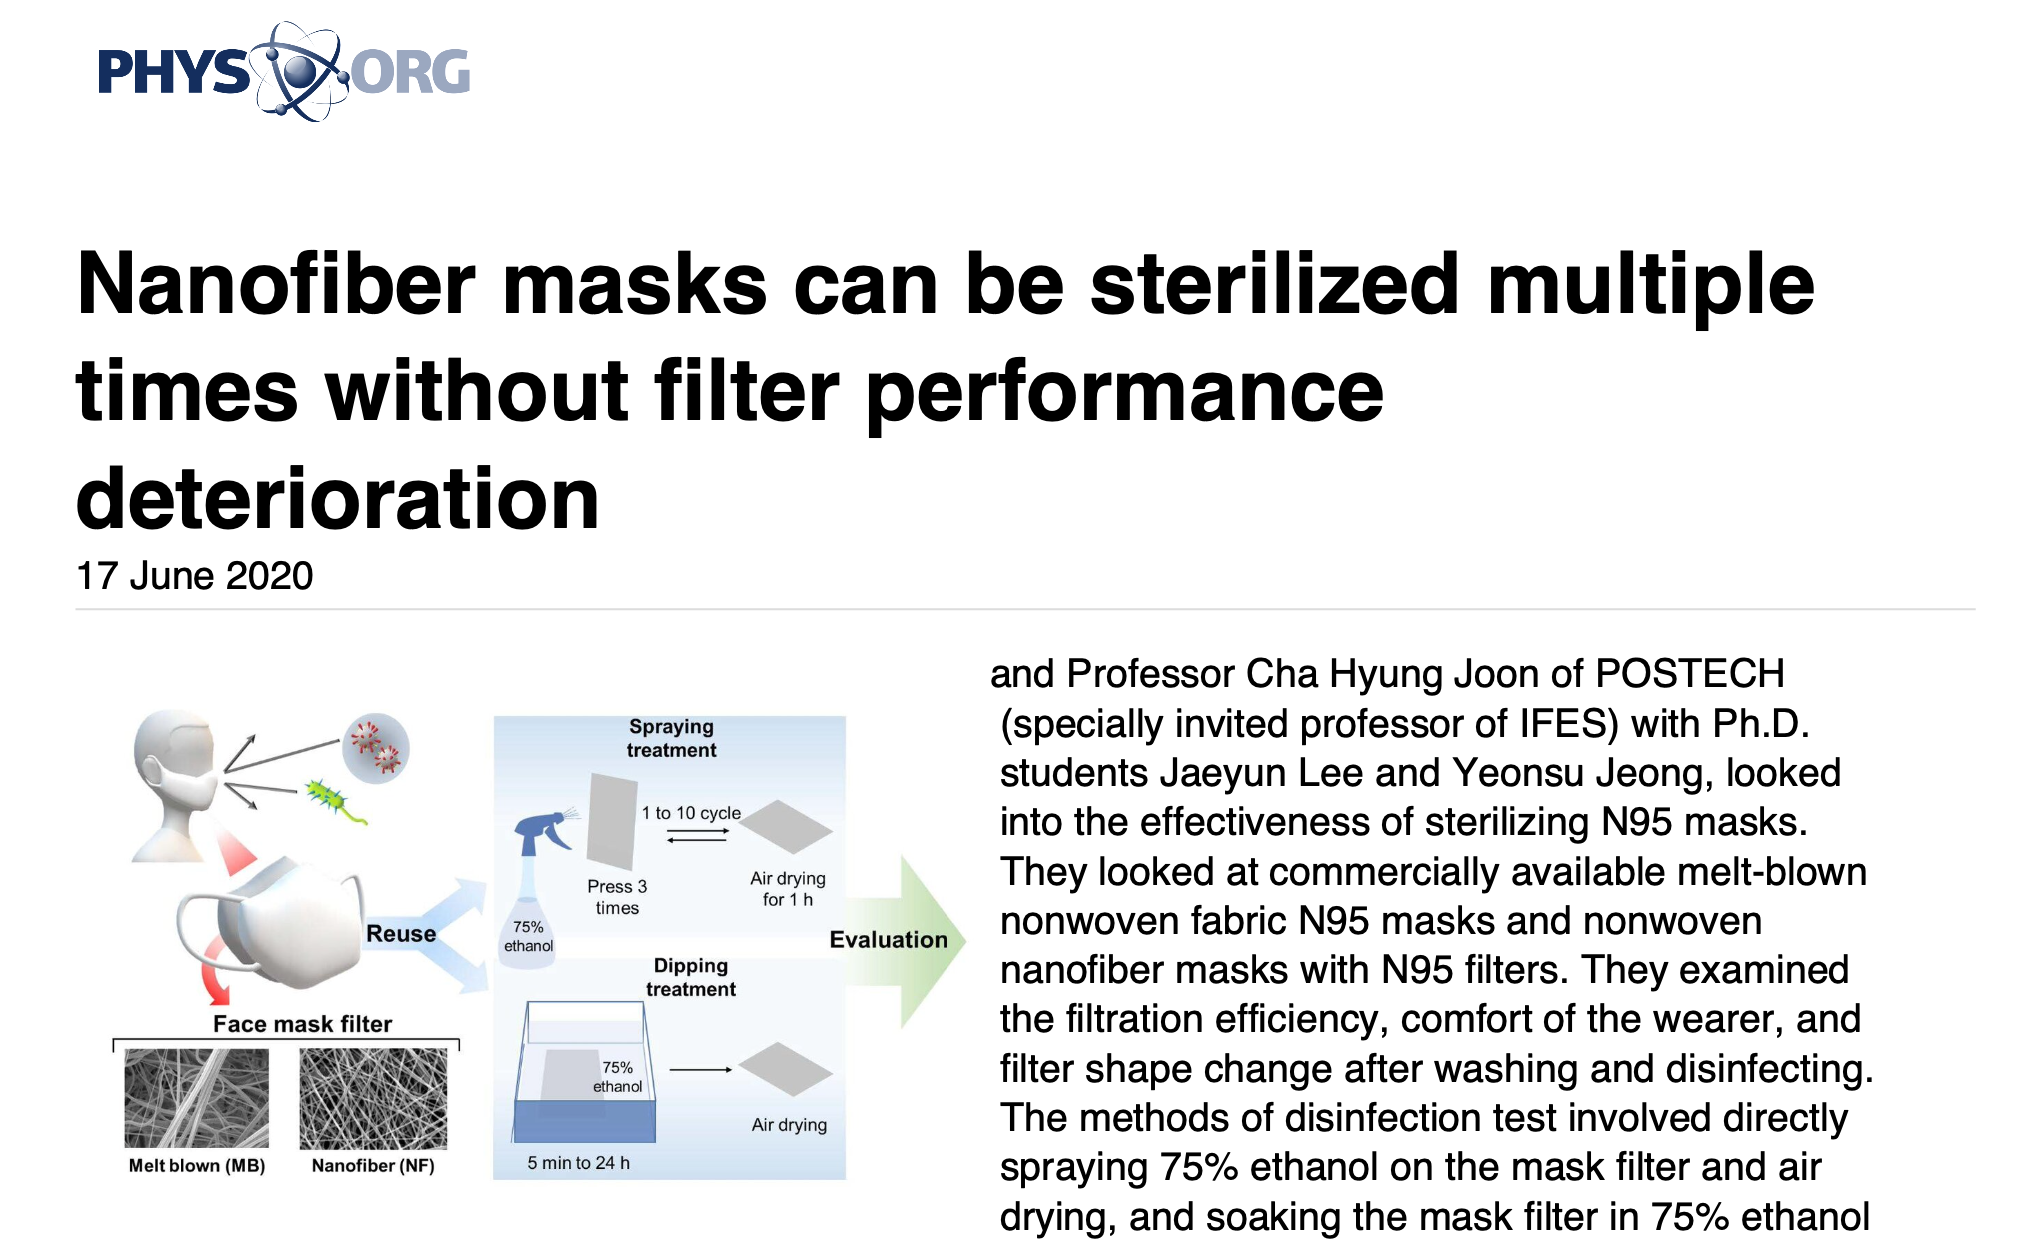 PHYS ORG
Nanofiber masks can be sterilized multiple
times without filter performance
deterioration
17 June 2020
Spraying
treatment
1 to 10 cycle
Press 3
times
Air drying
for 1 h
75%
ethanol
Reuse
Evaluation
Dipping
treatment
75%
ethanol
Air drying
5 min to 24 h
Face mask filter
Melt blown (MB)
Nanofiber (NF)
and Professor Cha Hyung Joon of POSTECH
(specially invited professor of IFES) with Ph.D.
students Jaeyun Lee and Yeonsu Jeong, looked
into the effectiveness of sterilizing N95 masks.
They looked at commercially available melt-blown
nonwoven fabric N95 masks and nonwoven
nanofiber masks with N95 filters. They examined
the filtration efficiency, comfort of the wearer, and
filter shape change after washing and disinfecting.
The methods of disinfection test involved directly
spraying 75% ethanol on the mask filter and air
drying, and soaking the mask filter in 75% ethanol